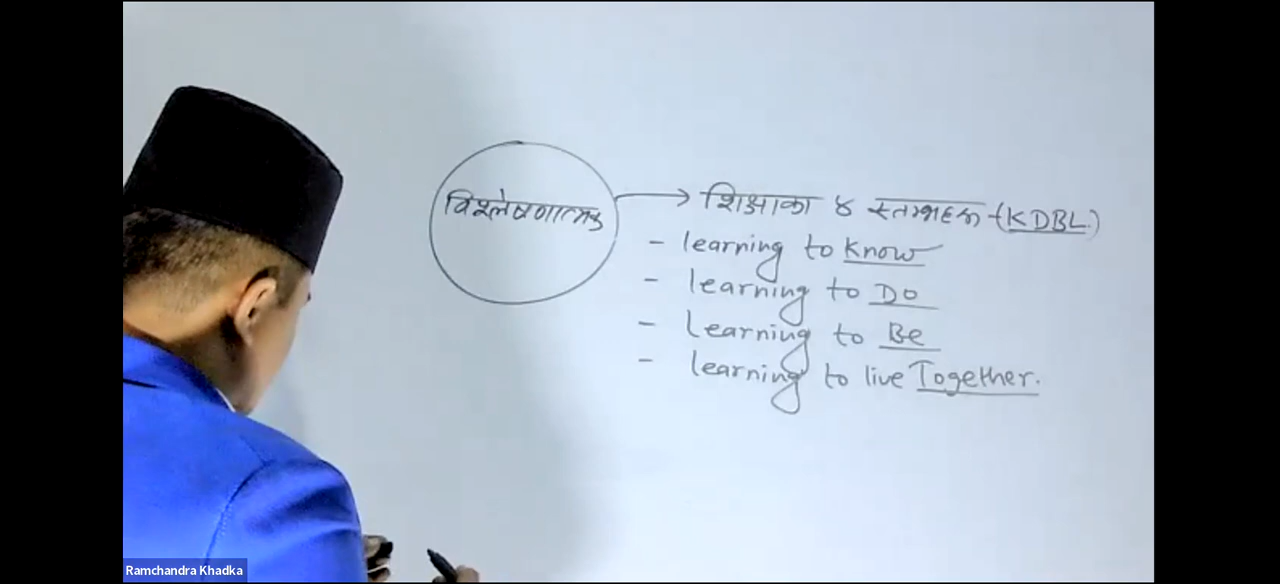 विश्लेषणात्मक
शिक्षाका ४ स्तम्भहरू - (KDBL.)
- learning to Know
- learning to DO
- Learning to Be
- learning to live Together.
Ramchandra Khadka